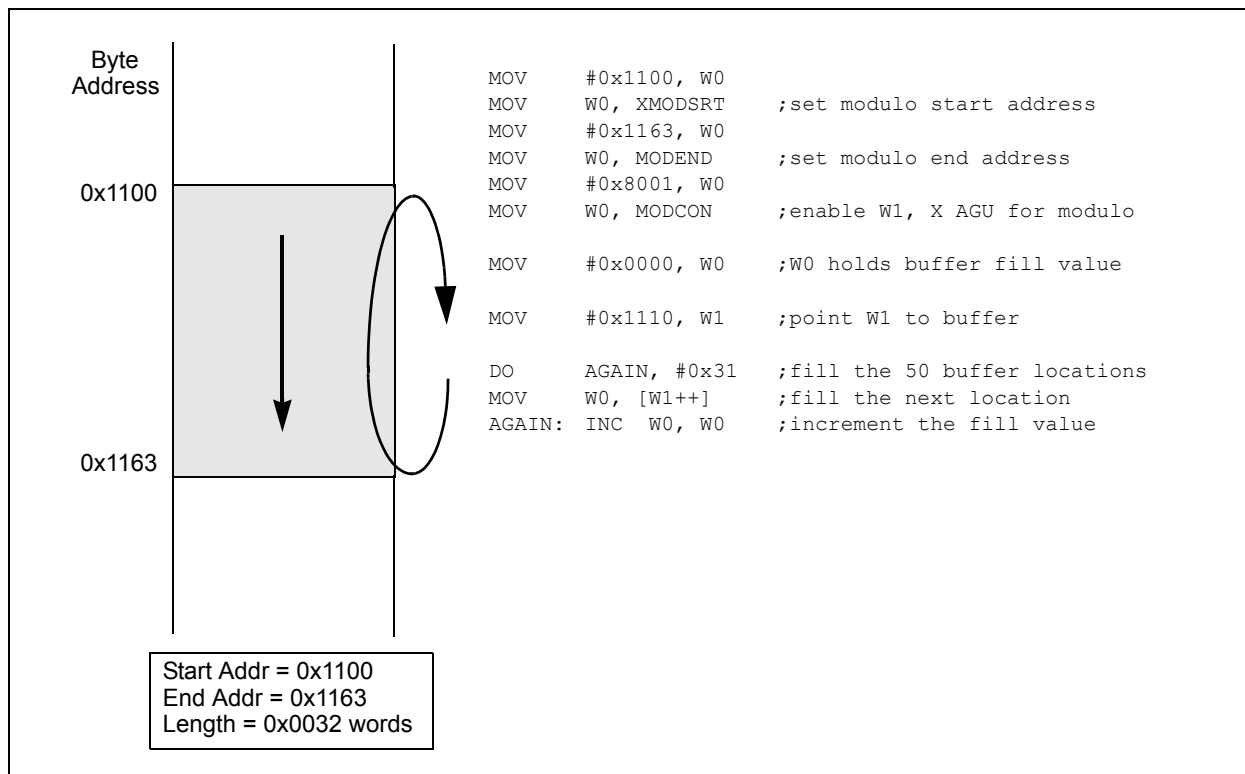 Byte
Address
0x1100
0x1163
MOV #0x1100, W0
MOV W0, XMODSRT ;set modulo start address
MOV #0x1163, W0
MOV W0, MODEND ;set modulo end address
MOV #0x8001, W0
MOV W0, MODCON ;enable W1, X AGU for modulo
MOV #0x0000, W0 ;W0 holds buffer fill value
MOV #0x1110, W1 ;point W1 to buffer
DO AGAIN, #0x31 ;fill the 50 buffer locations
MOV W0, [W1++] ;fill the next location
AGAIN: INC W0, W0 ;increment the fill value
Start Addr = 0x1100
End Addr = 0x1163
Length = 0x0032 words